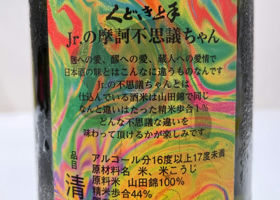 くどき上手
Jr.の摩訶不思議ちゃん
麹への愛、醸への愛、蔵人への愛情で
日本酒の味とはこんなに違うものなんです
Jr.の不思議ちゃんとは
仕込んでいる酒米は山田錦で同じ
なんと違いはたった精米歩合1%
どんな不思議な違いを
味わって頂けるかが楽しみです
アルコール分16度以上17度未満
原材料名 米、米こうじ
原料米 山田錦100%
精米歩合44%
品目
清